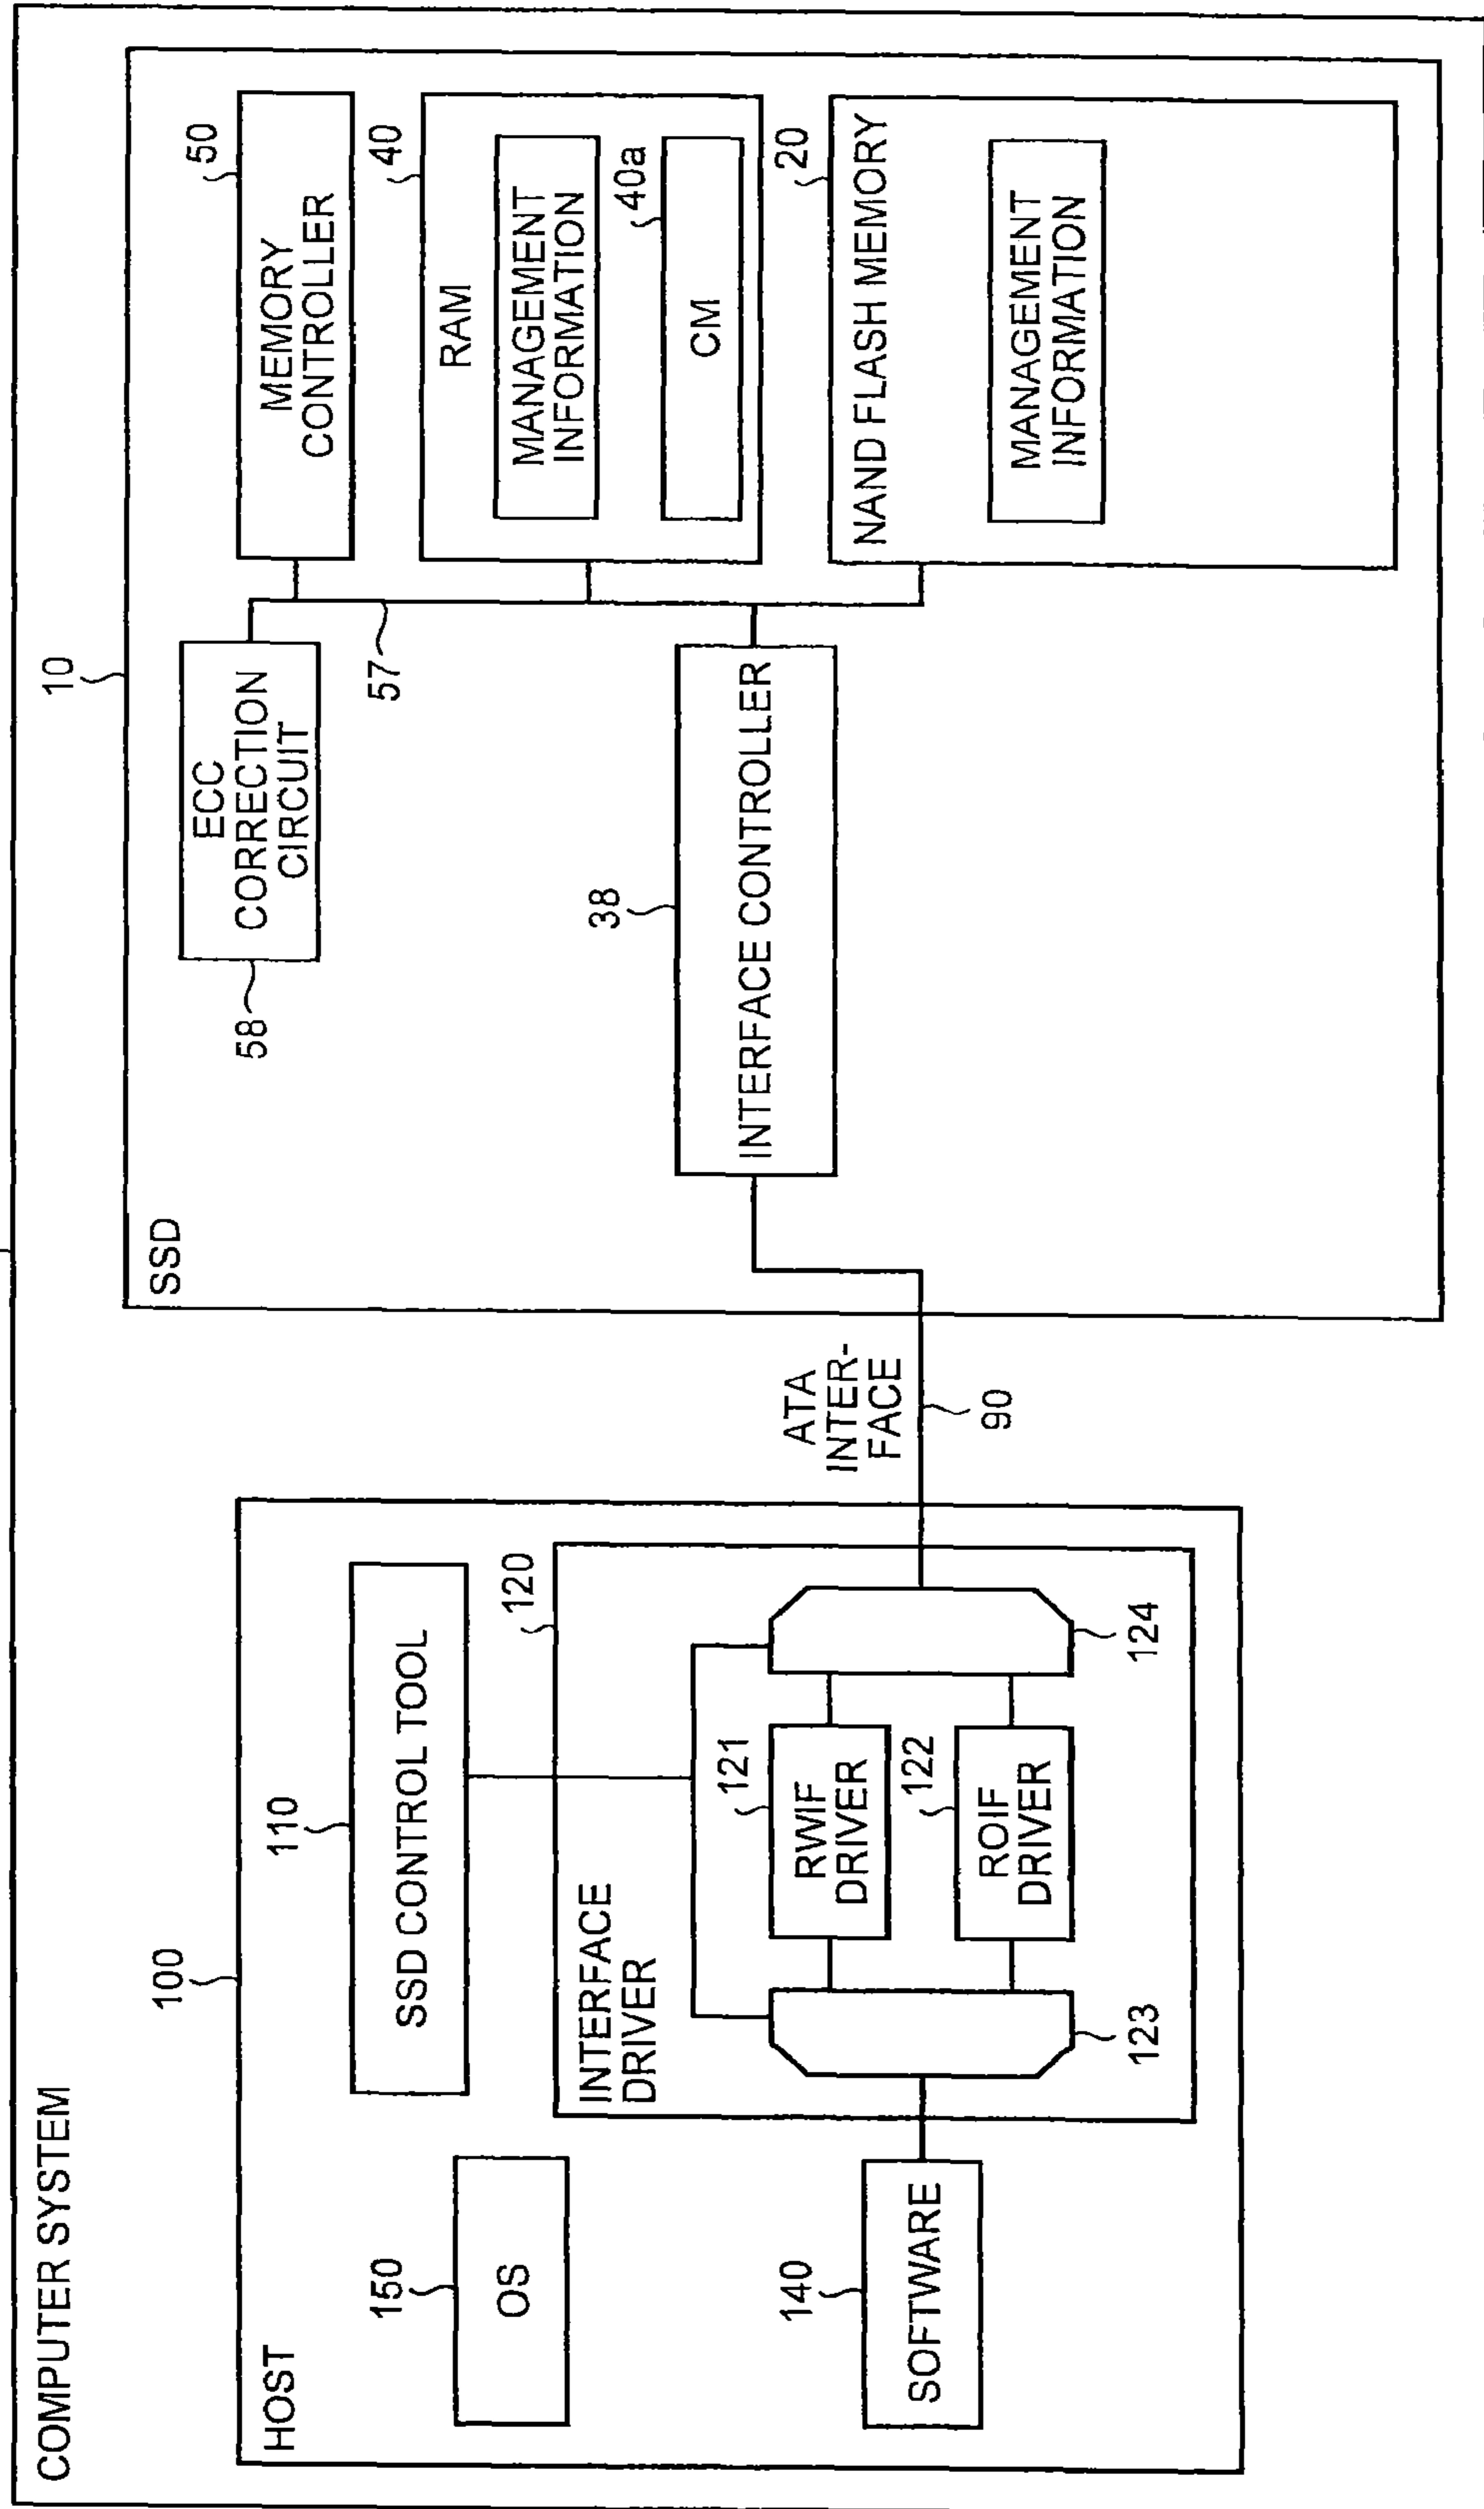 COMPUTER SYSTEM
HOST
100
150
OS
110
SSD CONTROL TOOL
120
INTERFACE
DRIVER
140
SOFTWARE
121
RWIF
DRIVER
122
ROIF
DRIVER
123
124
ATA
INTER-
FACE
90
SSD
10
58
ECC
CORRECTION
CIRCUIT
57
38
INTERFACE CONTROLLER
50
MEMORY
CONTROLLER
40
RAM
MANAGEMENT
INFORMATION
40a
CM
20
NAND FLASH MEMORY
MANAGEMENT
INFORMATION